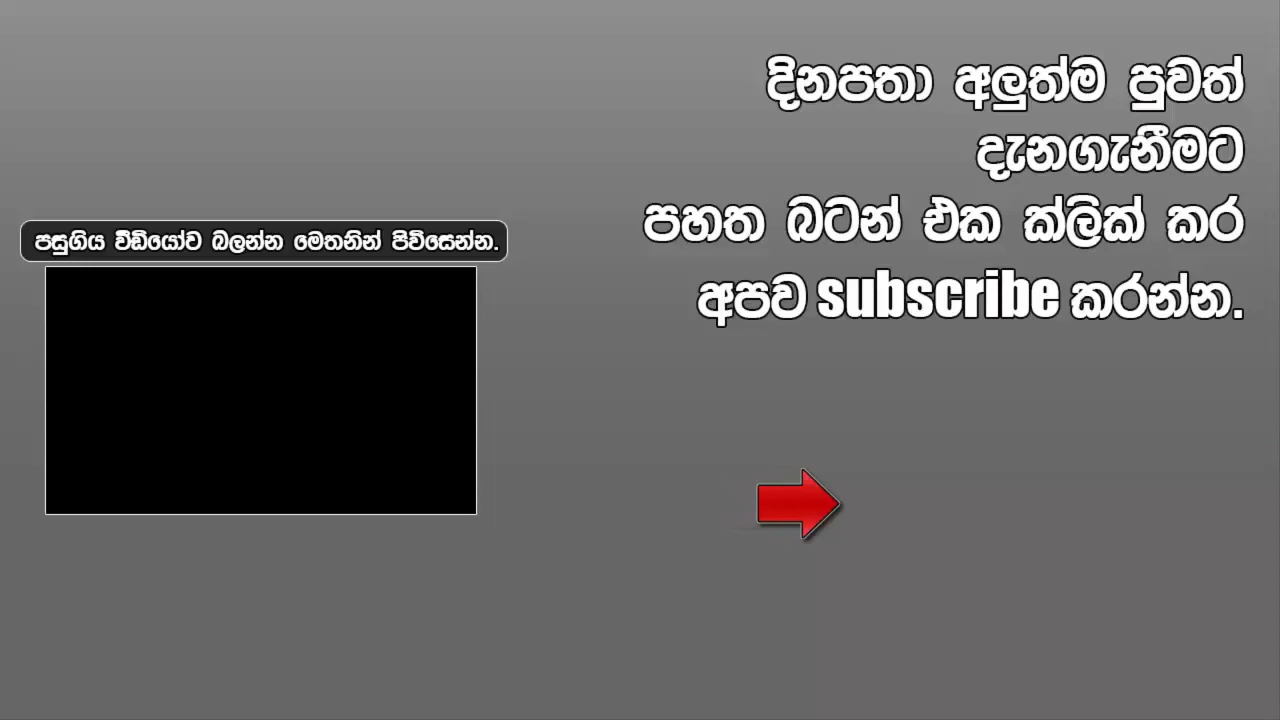 දිනපතා අලුත්ම පුවත්
දැනගැනීමට
පහත බටන් එක ක්ලික් කර
අපව subscribe කරන්න.
පසුගිය වීඩියෝව බලන්න මෙතනින් පිවිසෙන්න.